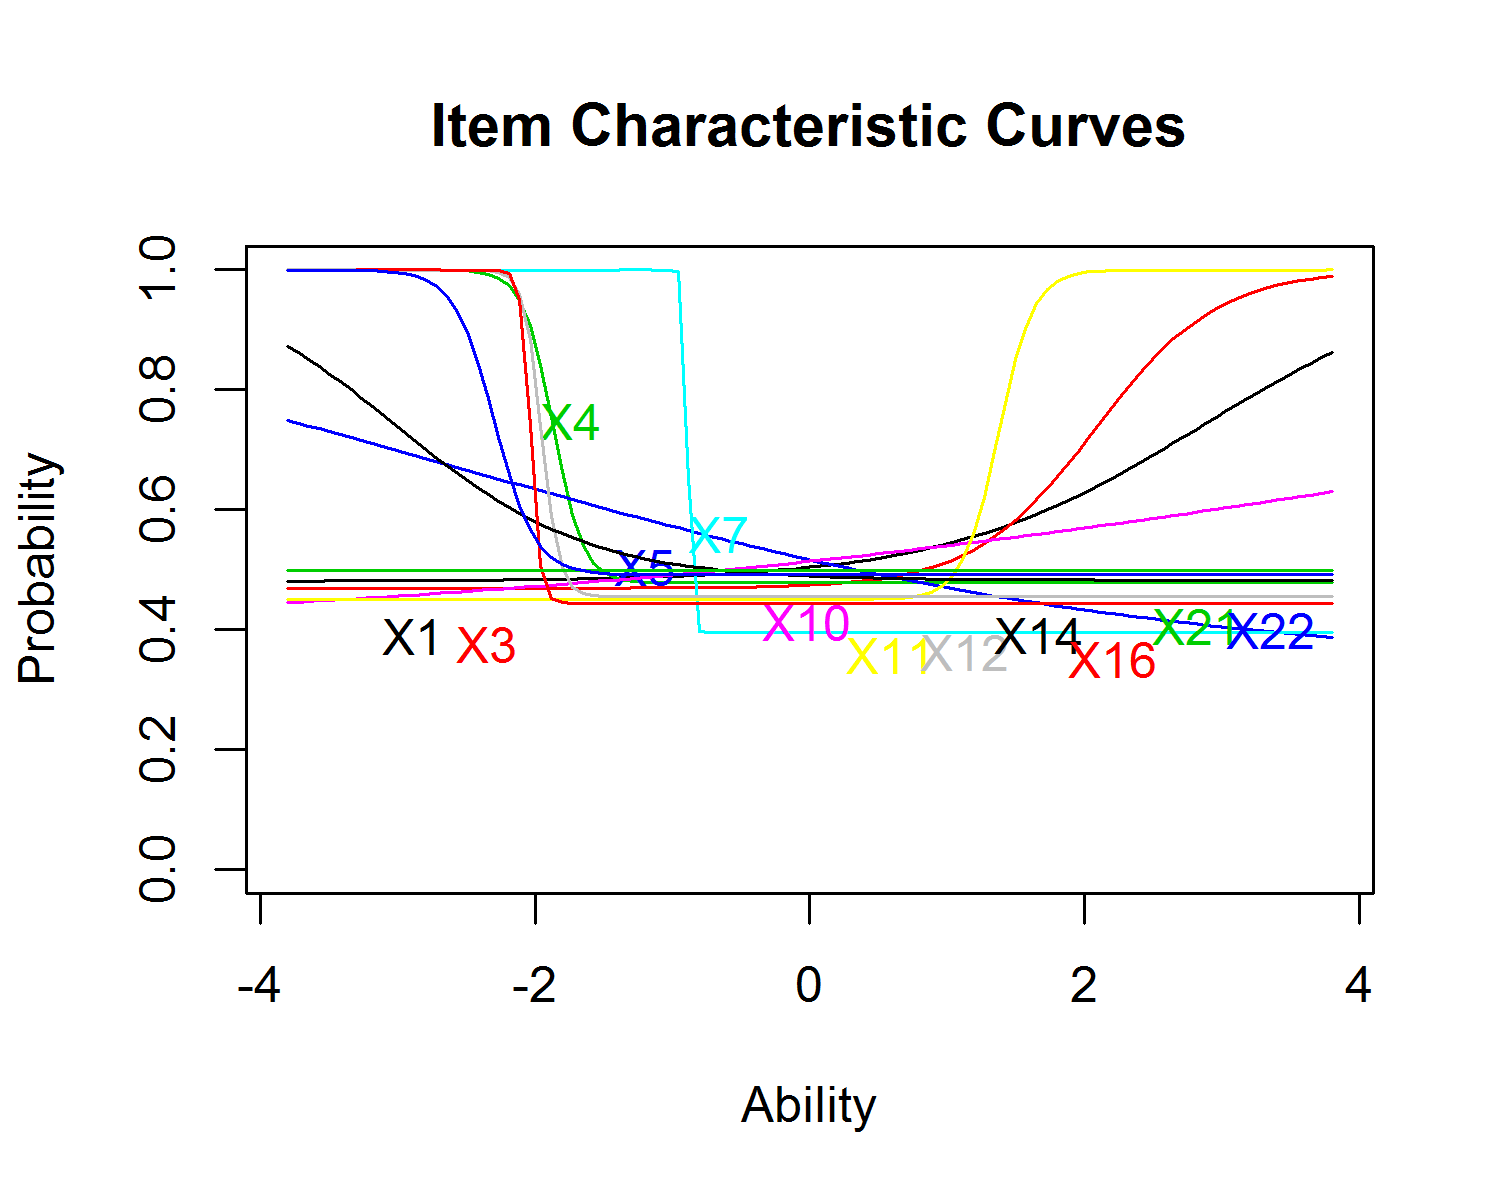 Item Characteristic Curves
Probability
1.0
0.8
0.6
0.4
0.2
0.0
X4
X7
X5
X1
X3
X10
X11
X12
X14
X16
X21
X22
-4
-2
0
2
4
Ability